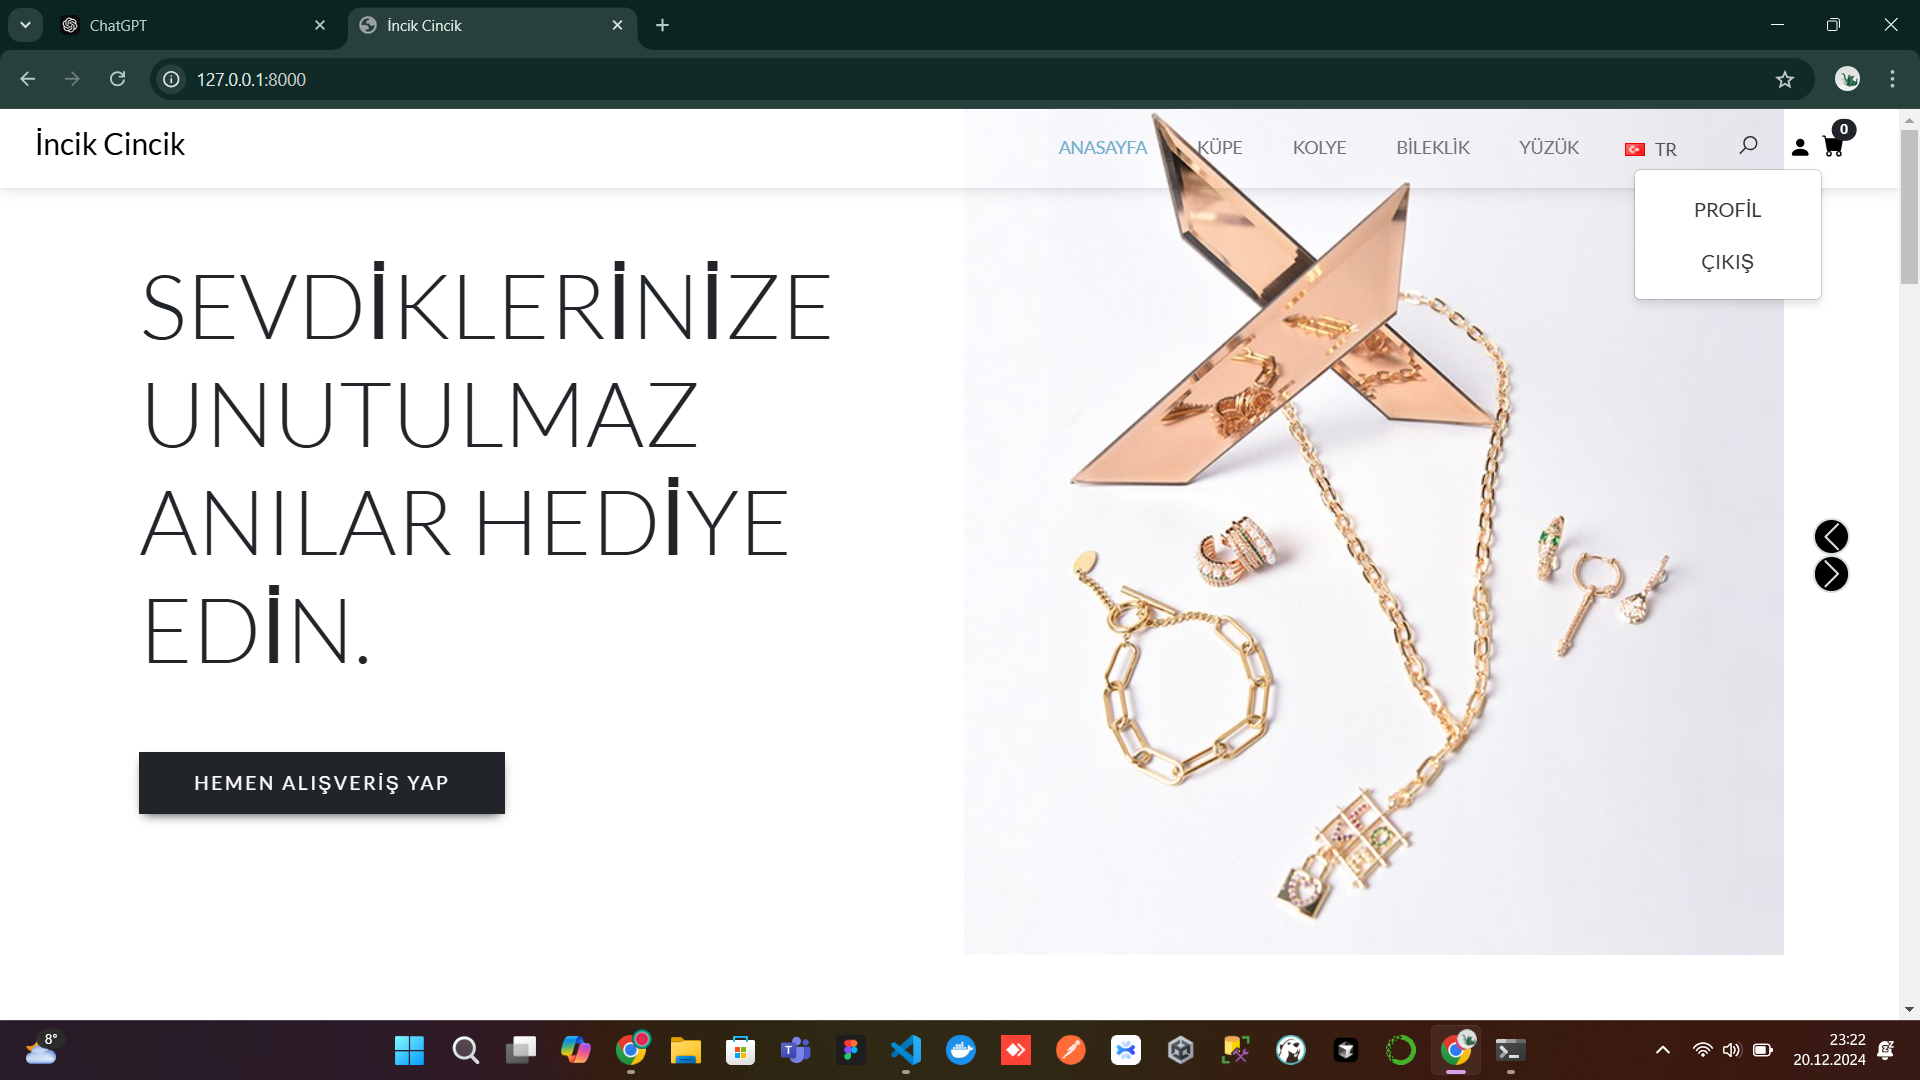 ChatGPT
İncik Cincik
127.0.0.1:8000
İncik Cincik
ANASAYFA KÜPE KOLYE BİLEKLİK YÜZÜK TR 0
PROFİL
ÇIKIŞ
SEVDİKLERİNİZE
UNUTULMAZ
ANILAR HEDİYE
EDİN.
HEMEN ALIŞVERİŞ YAP
8°
23:22
20.12.2024